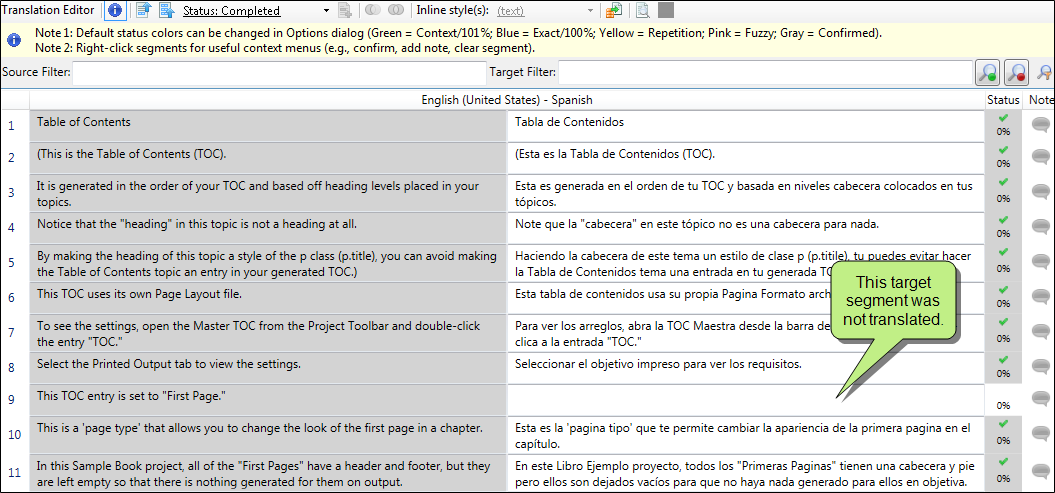 Translation Editor Status: Completed Inline style(s): (text)
Note 1: Default status colors can be changed in Options dialog (Green = Context/101%; Blue = Exact/100%; Yellow = Repetition; Pink = Fuzzy; Gray = Confirmed).
Note 2: Right-click segments for useful context menus (e.g., confirm, add note, clear segment).
Source Filter: Target Filter:
English (United States) - Spanish Status Note
1 Table of Contents Tabla de Contenidos 0%
2 (This is the Table of Contents (TOC). (Esta es la Tabla de Contenidos (TOC). 0%
3 It is generated in the order of your TOC and based off heading levels placed in your Esta es generada en el orden de tu TOC y basada en niveles cabecera colocados en tus
topics. tópicos. 0%
4 Notice that the "heading" in this topic is not a heading at all. Note que la "cabecera" en este tópico no es una cabecera para nada. 0%
5 By making the heading of this topic a style of the p class (p.title), you can avoid making Haciendo la cabecera de este tema un estilo de clase p (p.titile), tu puedes evitar hacer
the Table of Contents topic an entry in your generated TOC.) la Tabla de Contenidos tema una entrada en tu generada 0%
6 This TOC uses its own Page Layout file. Esta tabla de contenidos usa su propia Pagina Formato 0%
7 To see the settings, open the Master TOC from the Project Toolbar and double-click Para ver los arreglos, abra la TOC Maestra desde la barra
the entry "TOC." clica a la entrada "TOC." 0%
This target
segment was
not translated.
8 Select the Printed Output tab to view the settings. Seleccionar el objetivo impreso para ver los requisitos. 0%
9 This TOC entry is set to "First Page." 0%
10 This is a 'page type' that allows you to change the look of the first page in a chapter. Esta es la 'pagina tipo' que te permite cambiar la apariencia de la primera pagina en el
capítulo. 0%
11 In this Sample Book project, all of the "First Pages" have a header and footer, but they En este Libro Ejemplo proyecto, todos los "Primeras Paginas" tienen una cabecera y pie
are left empty so that there is nothing generated for them on output. pero ellos son dejados vacíos para que no haya nada generado para ellos en objetiva. 0%